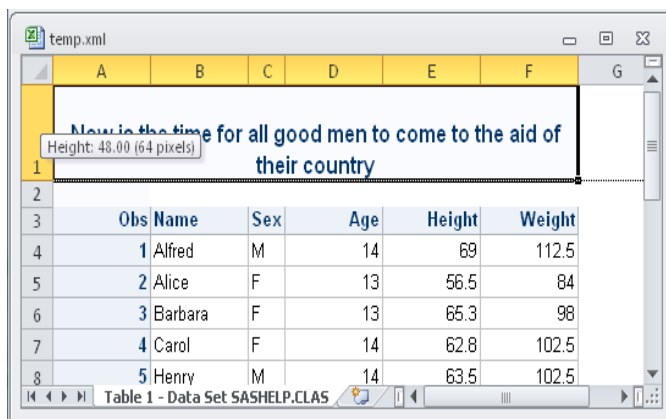 temp.xml
A B C D E F G
1 Now is the time for all good men to come to the aid of
their country
Height: 48.00 (64 pixels)
2
3 Obs Name Sex Age Height Weight
4 1 Alfred M 14 69 112.5
5 2 Alice F 13 56.5 84
6 3 Barbara F 13 65.3 98
7 4 Carol F 14 62.8 102.5
8 5 Henry M 14 63.5 102.5
Table 1 - Data Set SASHELP.CLAS